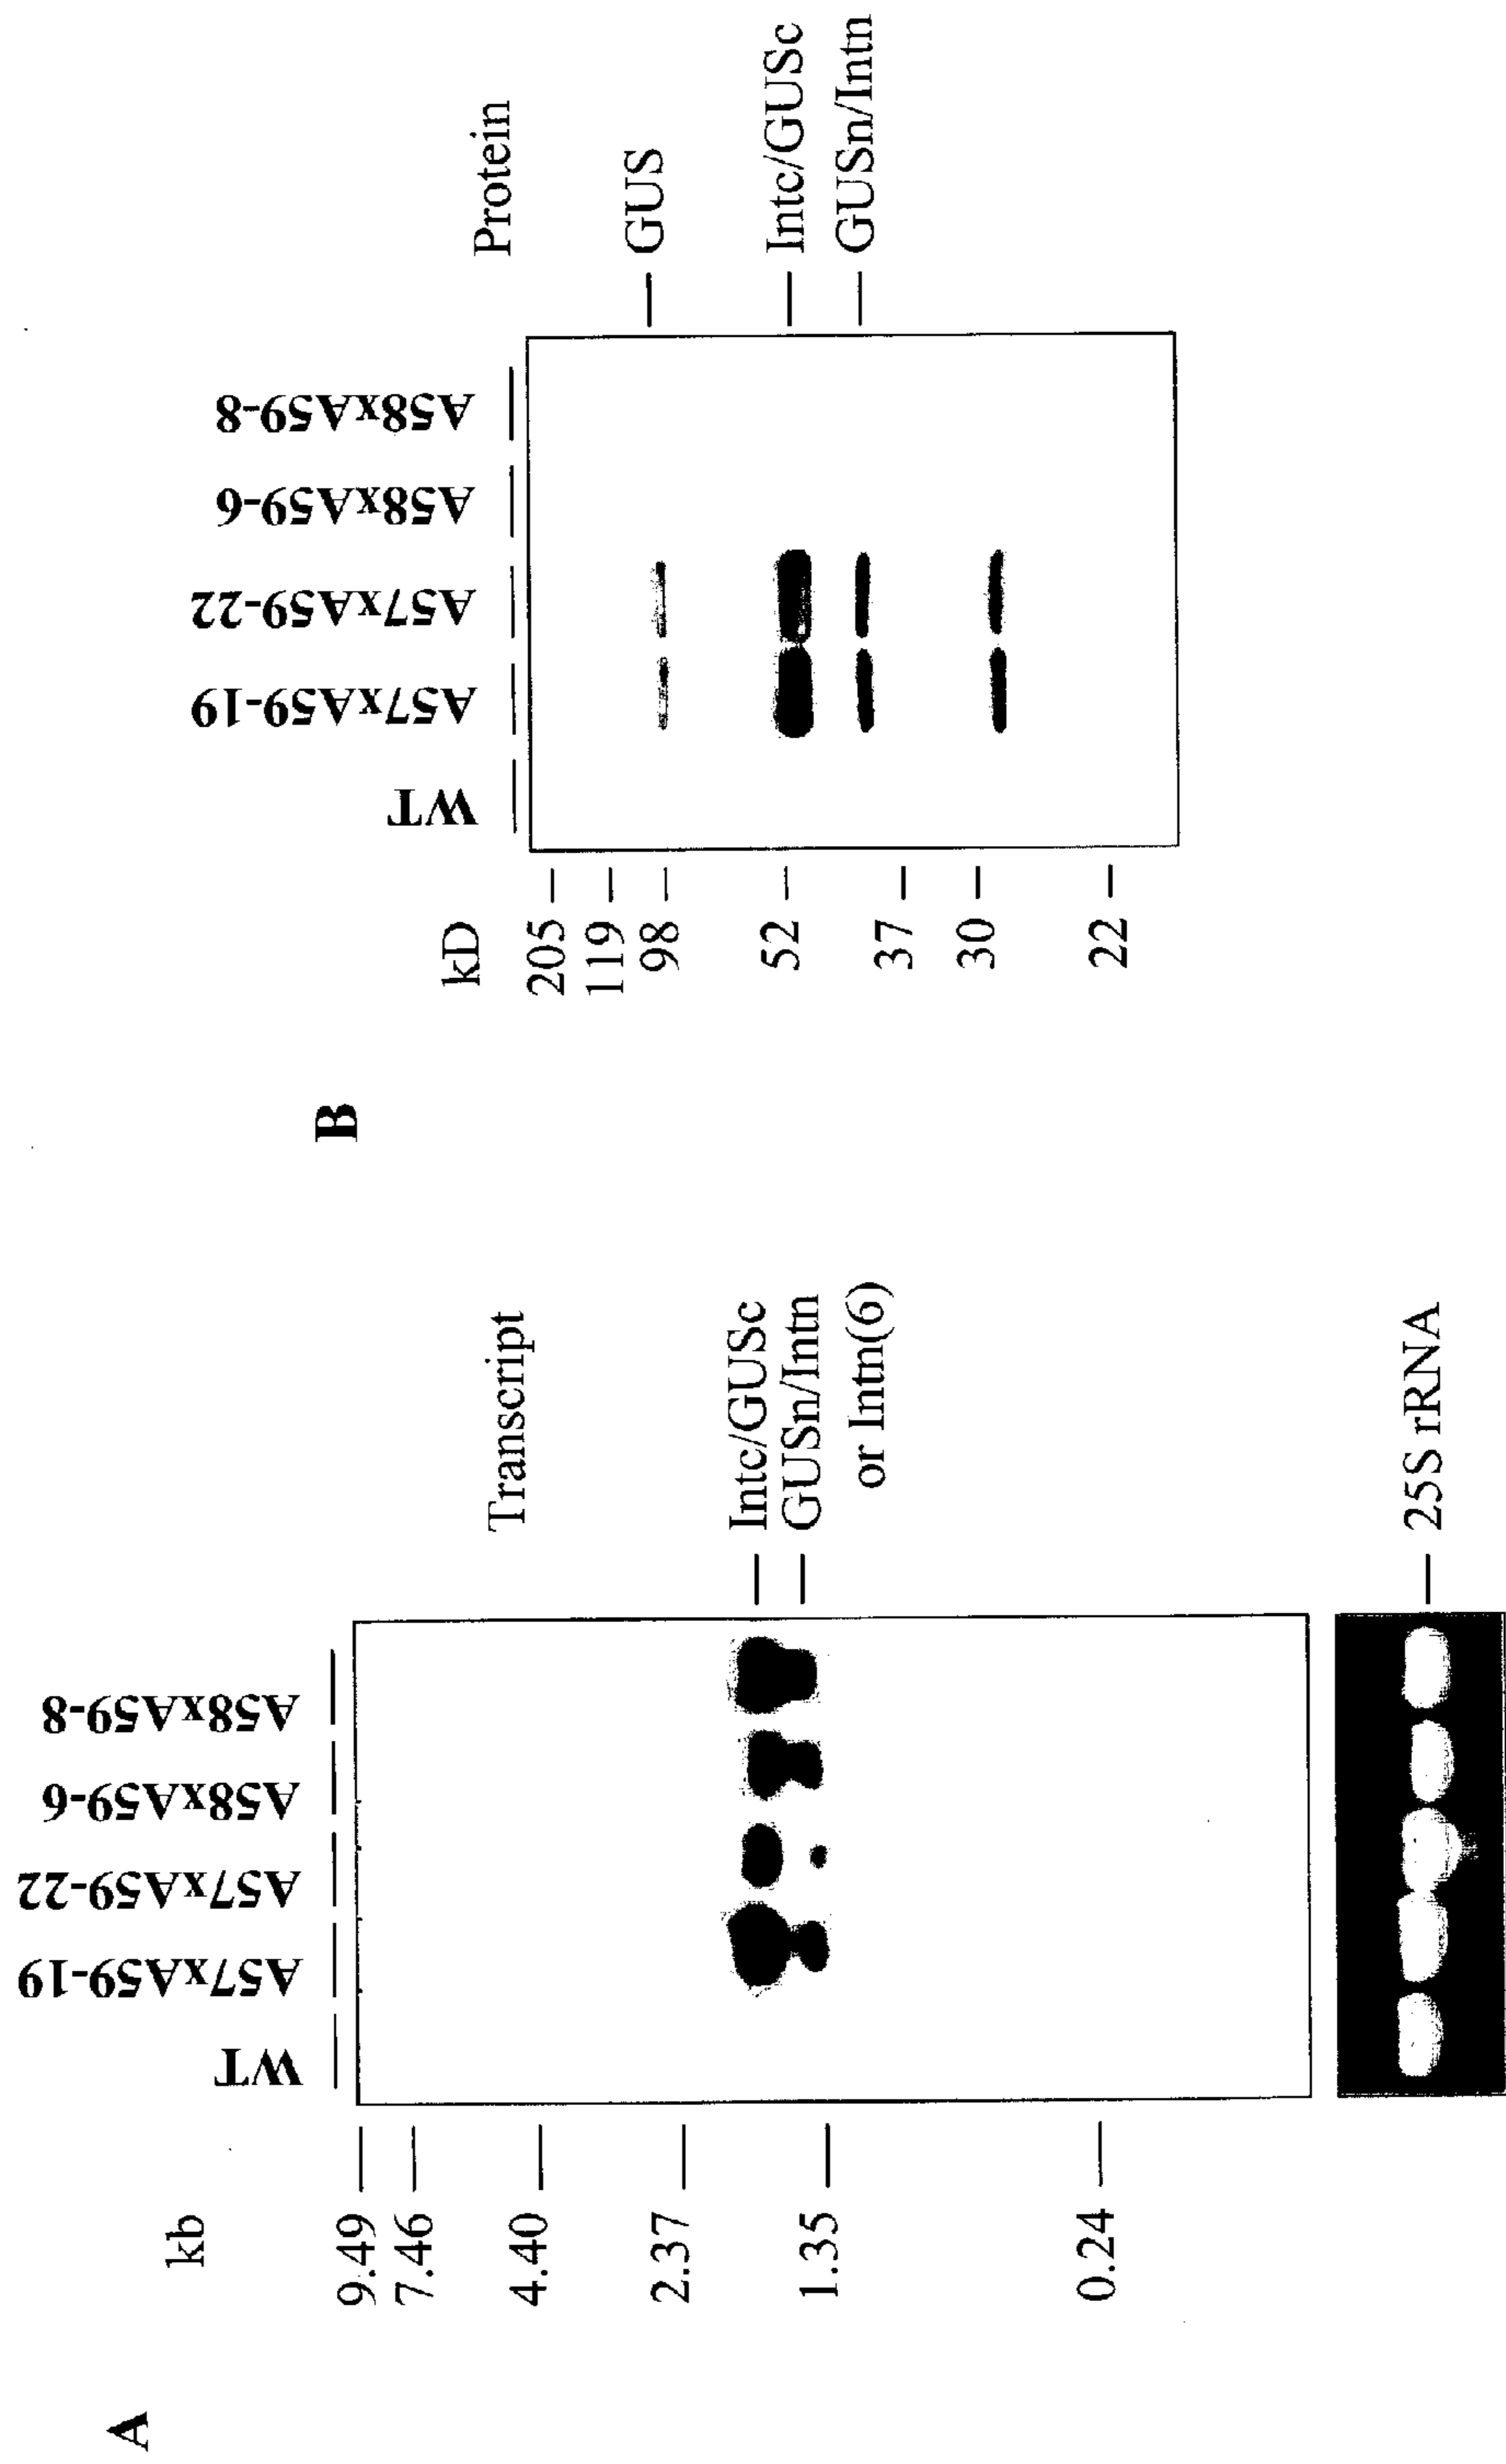 A
kb
9.49
7.46
4.40
2.37
1.35
0.24
WT
A57xA59-19
A57xA59-22
A58xA59-6
A58xA59-8
Transcript
Intc/GUSc
GUSn/Intn
or Intn(6)
25S rRNA
B
kD
205
119
98
52
37
30
22
WT
A57xA59-19
A57xA59-22
A58xA59-6
A58xA59-8
Protein
GUS
Intc/GUSc
GUSn/Intn